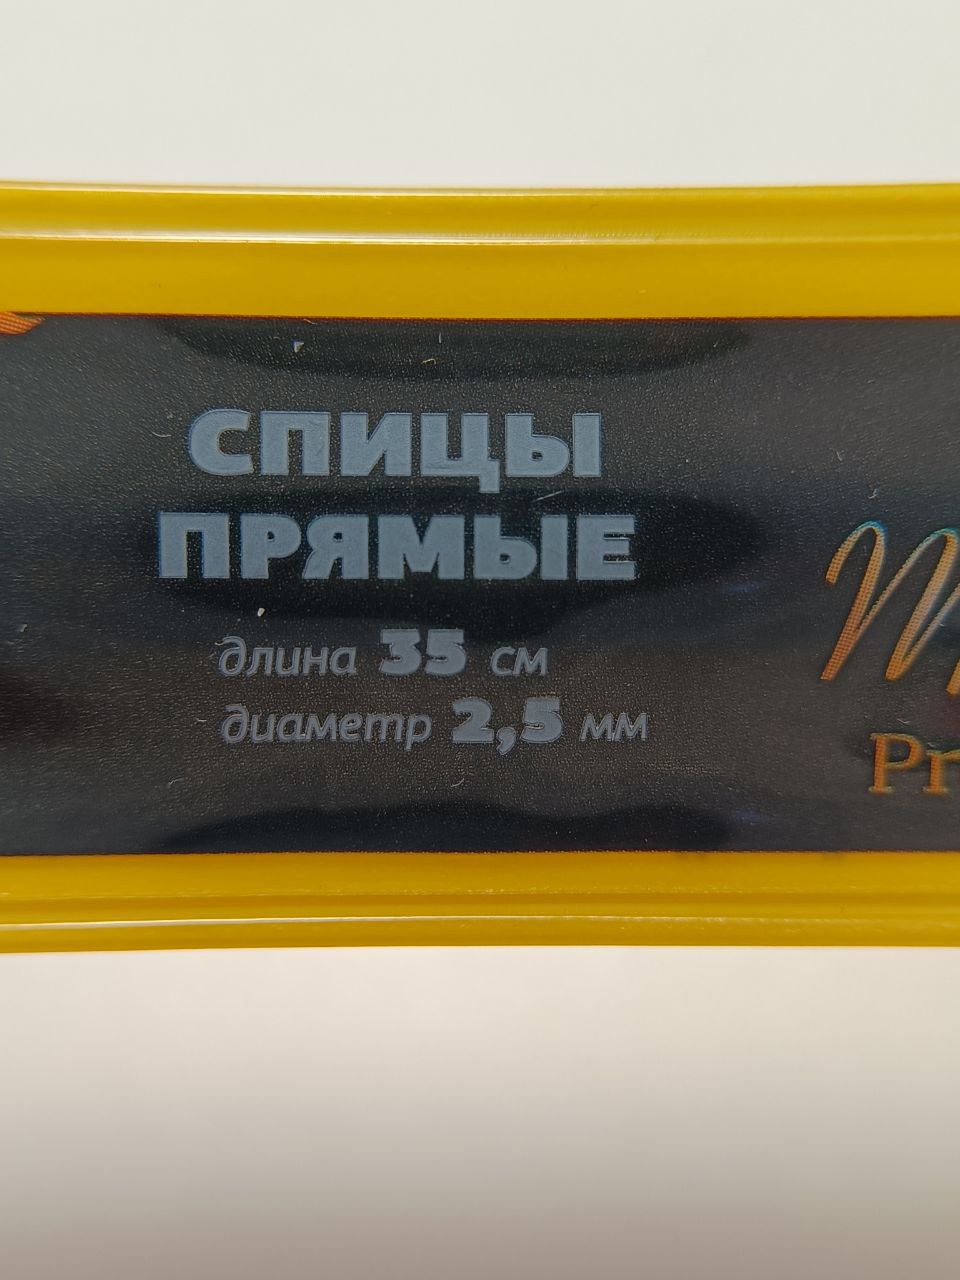 СПИЦЫ
ПРЯМЫЕ
длина 35 см
диаметр 2,5 мм